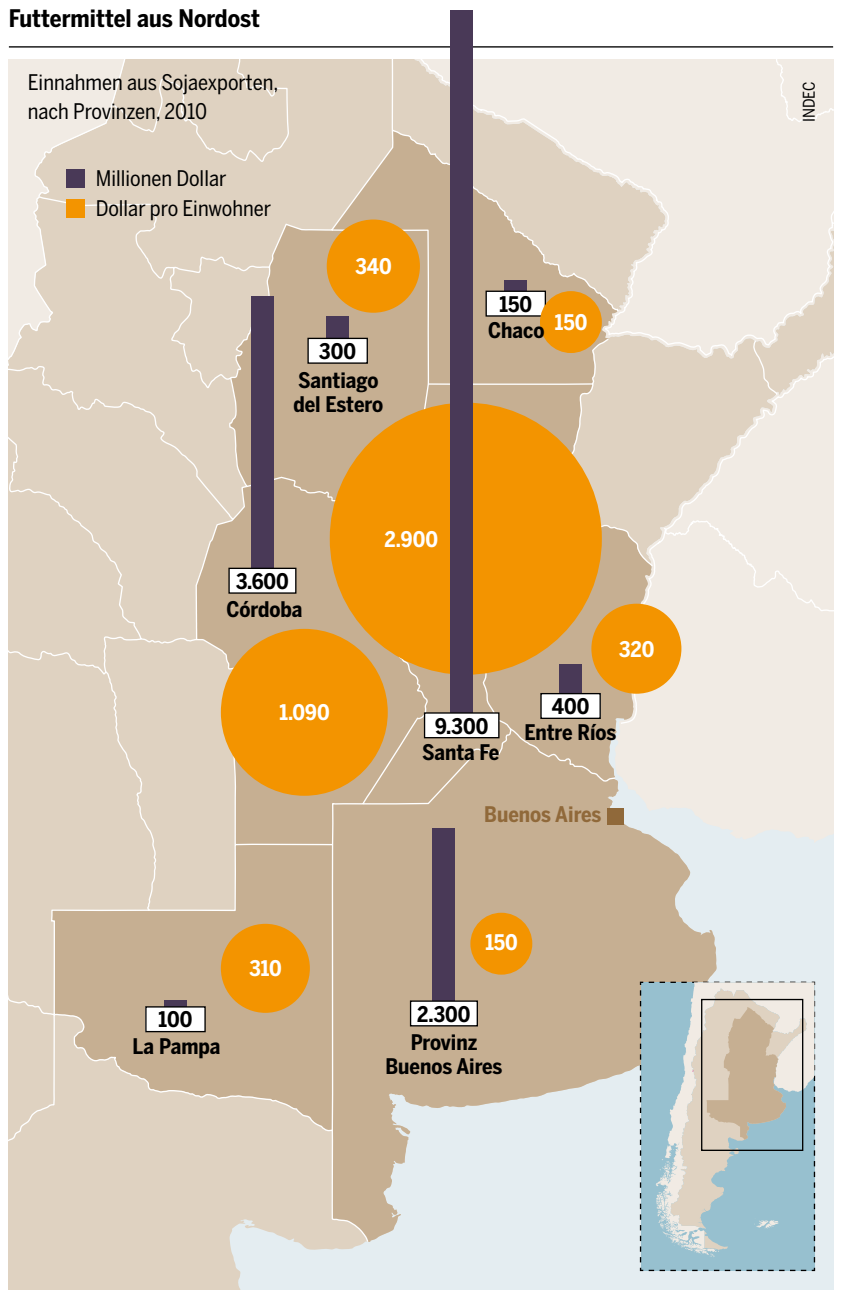 Futtermittel aus Nordost
Einnahmen aus Sojaexporten,
nach Provinzen, 2010
INDEC
Millionen Dollar
Dollar pro Einwohner
340
300
Santiago
del Estero
150
Chaco
150
3.600
Córdoba
2.900
1.090
9.300
Santa Fe
320
400
Entre Ríos
Buenos Aires
310
100
La Pampa
150
2.300
Provinz
Buenos Aires